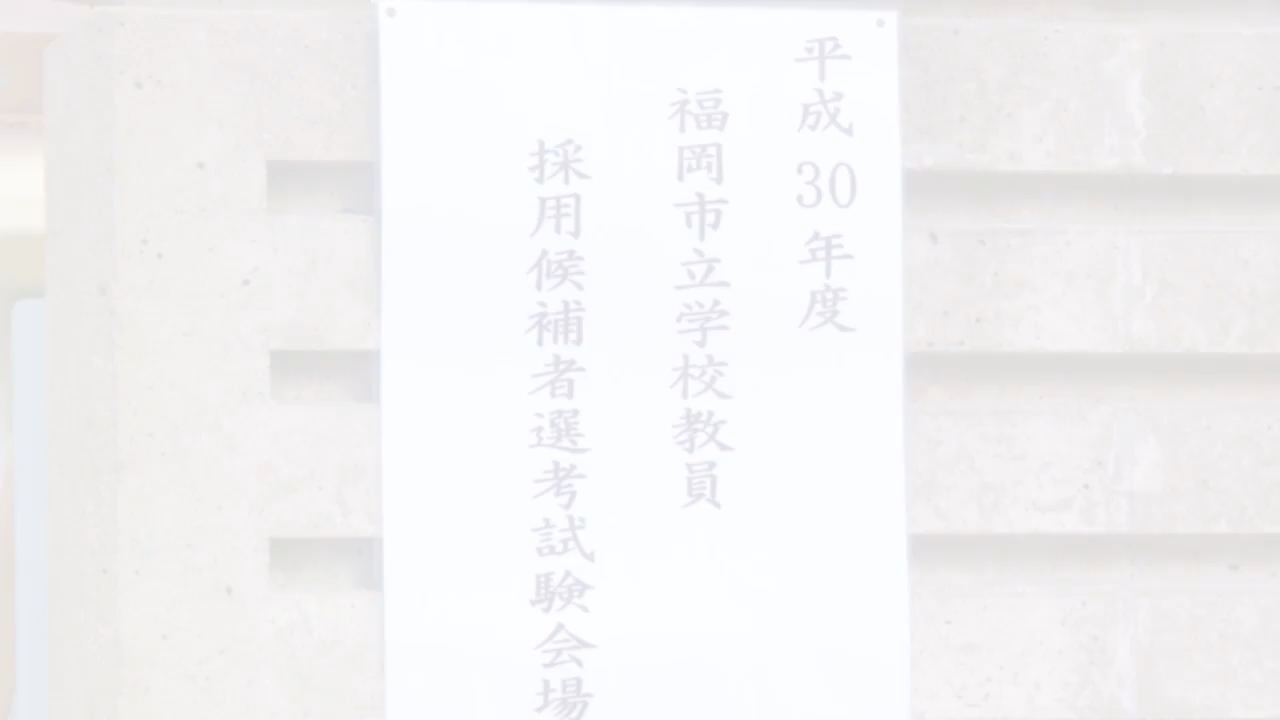 平成30年度
福岡市立学校教員
採用候補者選考試験会場